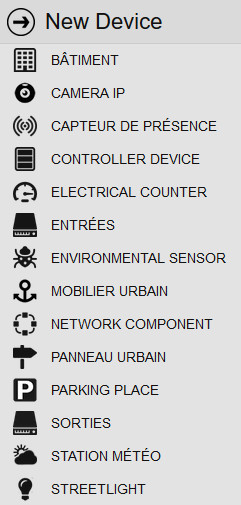 New Device
BÂTIMENT
CAMERA IP
CAPTEUR DE PRÉSENCE
CONTROLLER DEVICE
ELECTRICAL COUNTER
ENTRÉES
ENVIRONMENTAL SENSOR
MOBILIER URBAIN
NETWORK COMPONENT
PANNEAU URBAIN
P PARKING PLACE
SORTIES
STATION MÉTÉO
STREETLIGHT